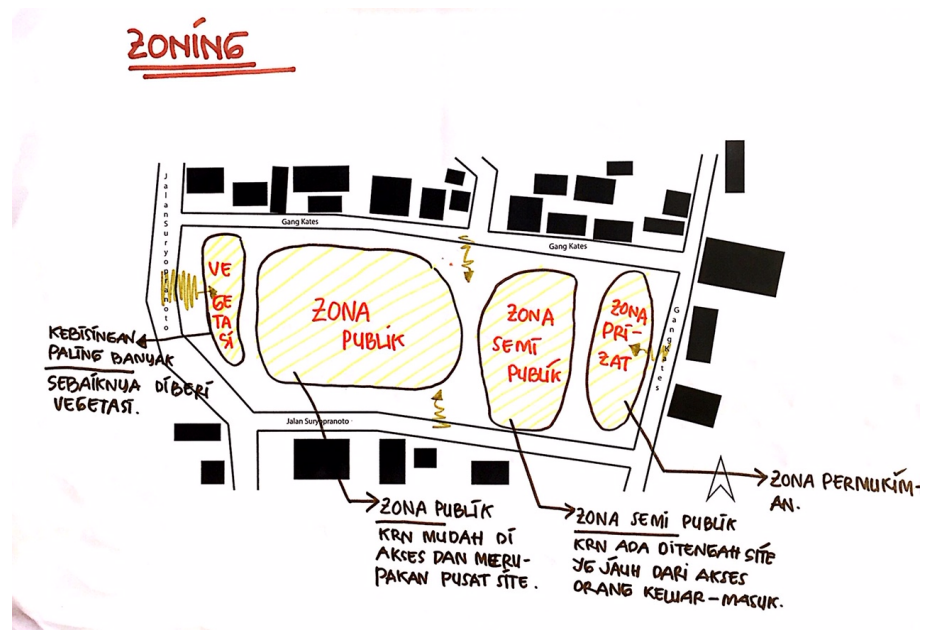 ZONING
Jalan Suryopranoto
Gang Kates
Gang Kates
Gang Kates
Jalan Suryopranoto
VE
GE
TASI
ZONA
PUBLIK
ZONA
SEMI
PUBLIK
ZONA
PRI-
ZAT
KEBISINGAN
PALING BANYAK
SEBAIKNYA DIBERI
VEGETASI.
ZONA PUBLIK
KRN MUDAH DI
AKSES DAN MERU-
PAKAN PUSAT SITE.
ZONA SEMI PUBLIK
KRN ADA DITENGAH SITE
YG JAUH DARI AKSES
ORANG KELUAR-MASUK.
ZONA PERMUKIM-
AN.